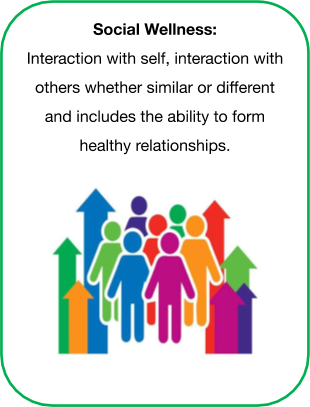 Social Wellness:
Interaction with self, interaction with
others whether similar or different
and includes the ability to form
healthy relationships.